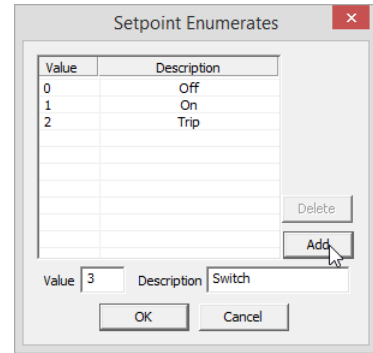 Setpoint Enumerates
Value Description
0 Off
1 On
2 Trip
Delete
Add
Value 3 Description Switch
OK Cancel